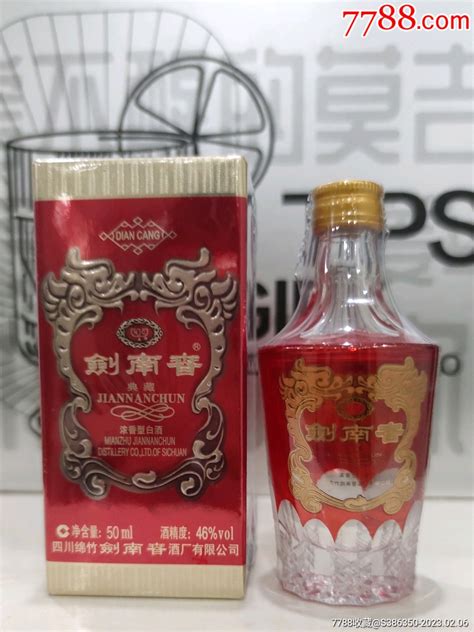 7788.com
DIAN CANG
劍南春®
典藏
JIANNANCHUN
浓香型白酒
MIANZHU JIANNANCHUN
DISTILLERY CO.,LTD.OF SICHUAN
净含量:50ml 酒精度:46%vol
四川绵竹劍南春酒厂有限公司
劍南春
7788收藏@S386350-2023.02.06